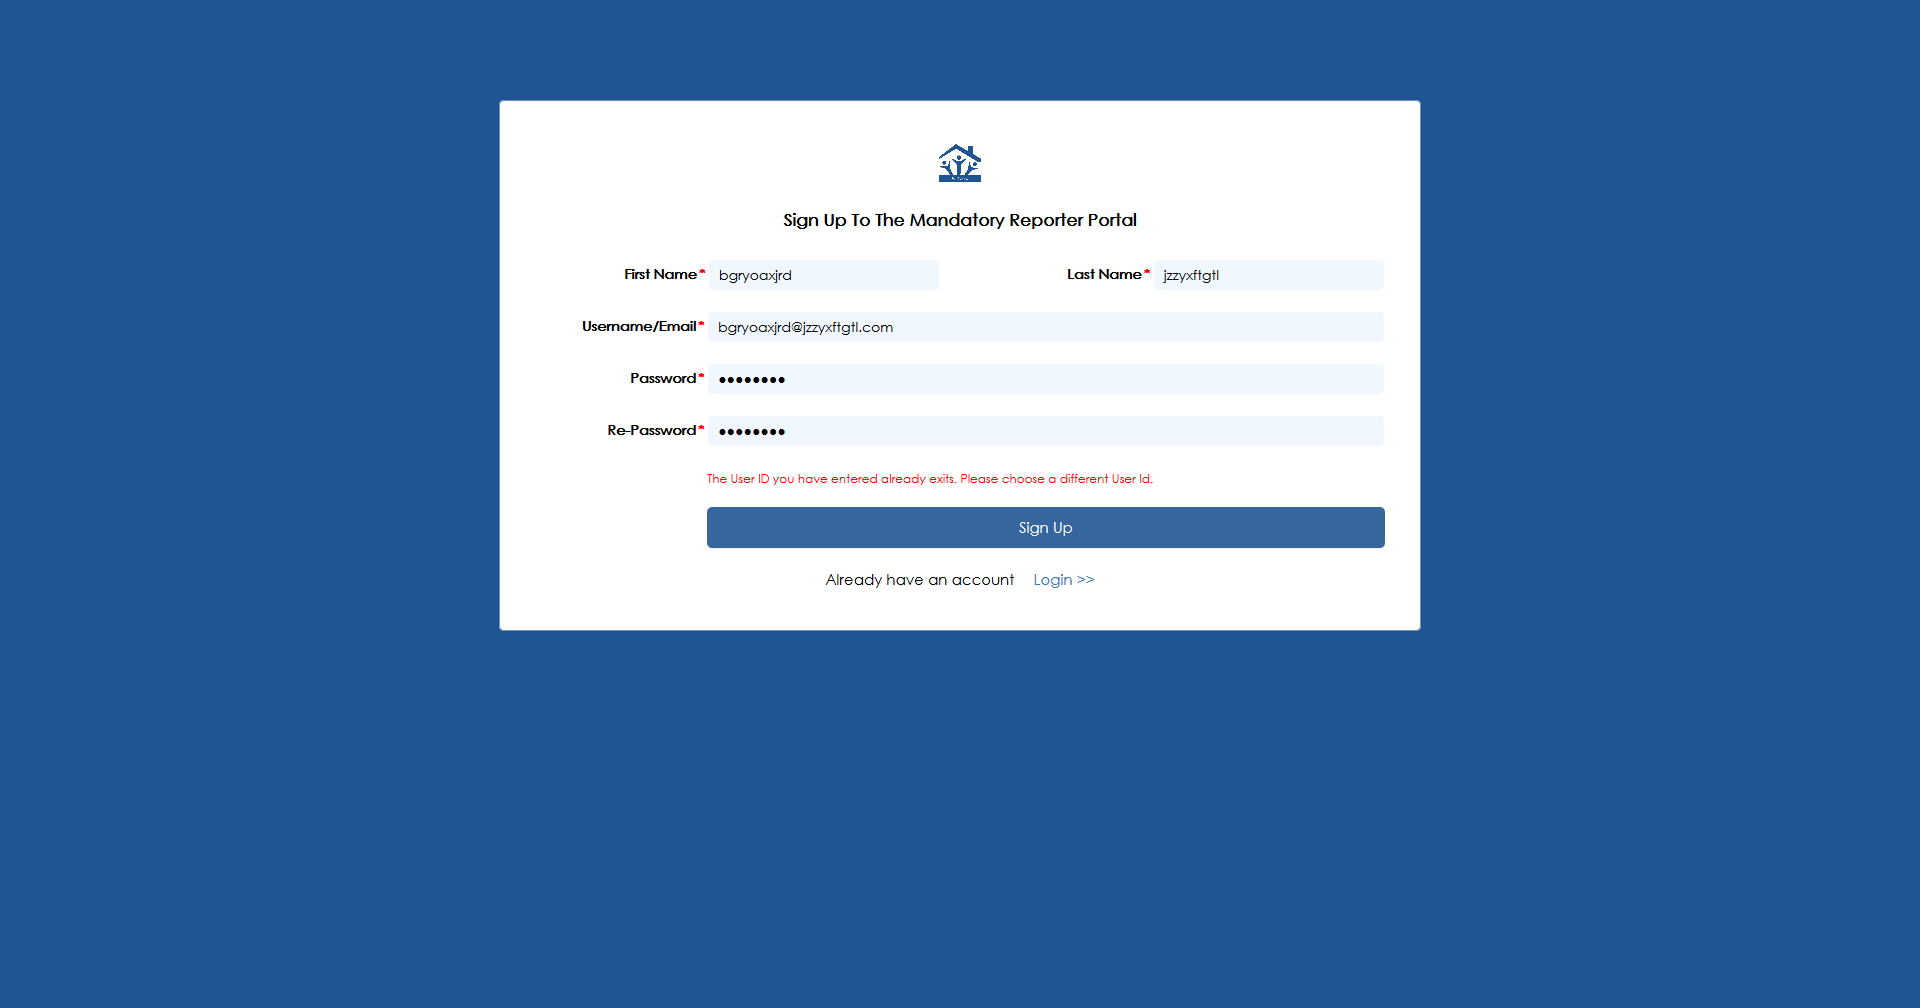 Sign Up To The Mandatory Reporter Portal
First Name* bgryoaxjrd Last Name* jzzyxftgtl
Username/Email* bgryoaxjrd@jzzyxftgtl.com
Password* ••••••••
Re-Password* ••••••••
The User ID you have entered already exits. Please choose a different User Id.
Sign Up
Already have an account Login >>